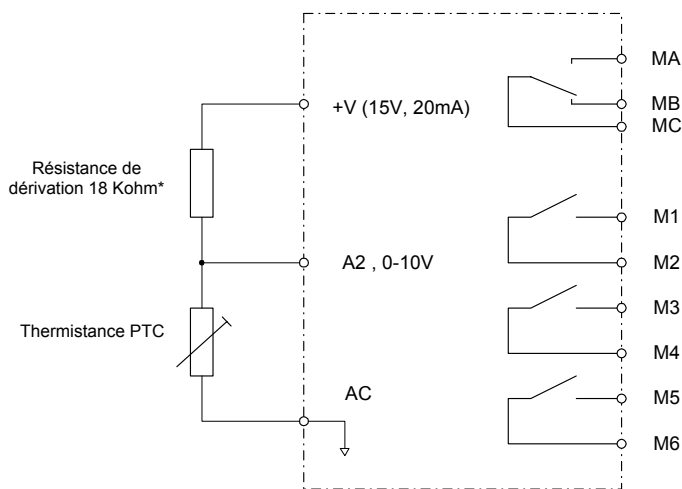 MA
+V (15V, 20mA)
MB
MC
Résistance de
dérivation 18 Kohm*
M1
A2 , 0-10V
M2
M3
Thermistance PTC
M4
AC
M5
M6